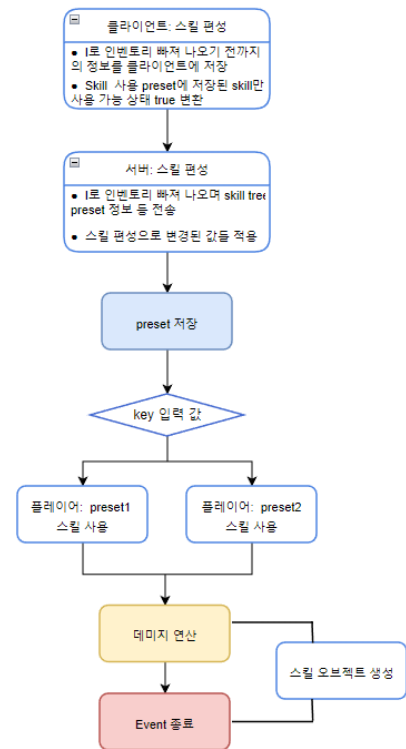 클라이언트: 스킬 편성
● I로 인벤토리 빠져 나오기 전까지
의 정보를 클라이언트에 저장
● Skill 사용 preset에 저장된 skill만
사용 가능 상태 true 변환
서버: 스킬 편성
● I로 인벤토리 빠져 나오며 skill tree
preset 정보 등 전송
● 스킬 편성으로 변경된 값들 적용
preset 저장
key 입력 값
플레이어: preset1
스킬 사용
플레이어: preset2
스킬 사용
데미지 연산
스킬 오브젝트 생성
Event 종료